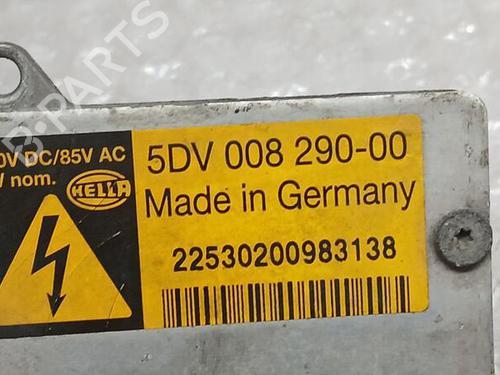 B-PARTS
0V DC/85V AC
nom.
HELLA
5DV 008 290-00
Made in Germany
22530200983138